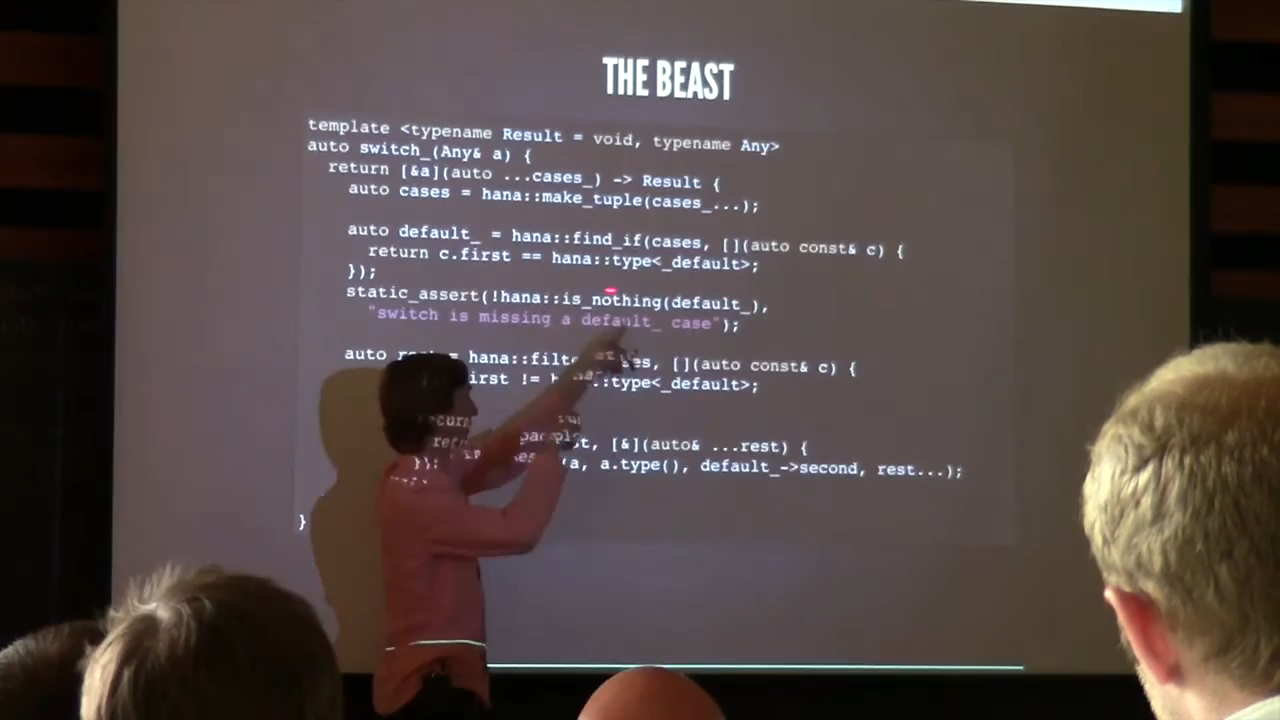 THE BEAST
template <typename Result = void, typename Any>
auto switch_(Any& a) {
return [&a](auto ...cases_) -> Result {
auto cases = hana::make_tuple(cases_...);
auto default_ = hana::find_if(cases, [](auto const& c) {
return c.first == hana::type<_default>;
});
static_assert(!hana::is_nothing(default_),
"switch is missing a default_ case");
auto = hana:: [](auto const& c) {
!= ::type<_default>;
[&](auto& ...rest) {
a.type(), default_->second, rest...);
});
}